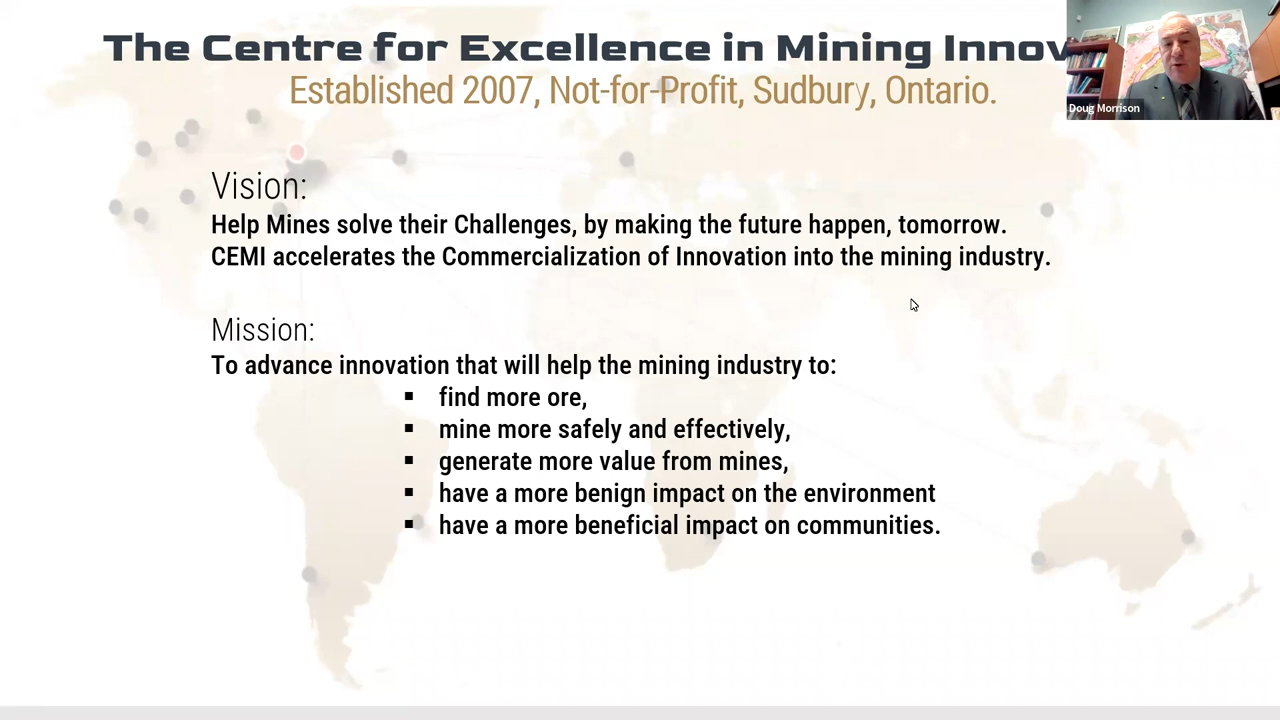 The Centre for Excellence in Mining Innov
Established 2007, Not-for-Profit, Sudbury, Ontario.
Doug Morrison
Vision:
Help Mines solve their Challenges, by making the future happen, tomorrow.
CEMI accelerates the Commercialization of Innovation into the mining industry.
Mission:
To advance innovation that will help the mining industry to:
▪ find more ore,
▪ mine more safely and effectively,
▪ generate more value from mines,
▪ have a more benign impact on the environment
▪ have a more beneficial impact on communities.